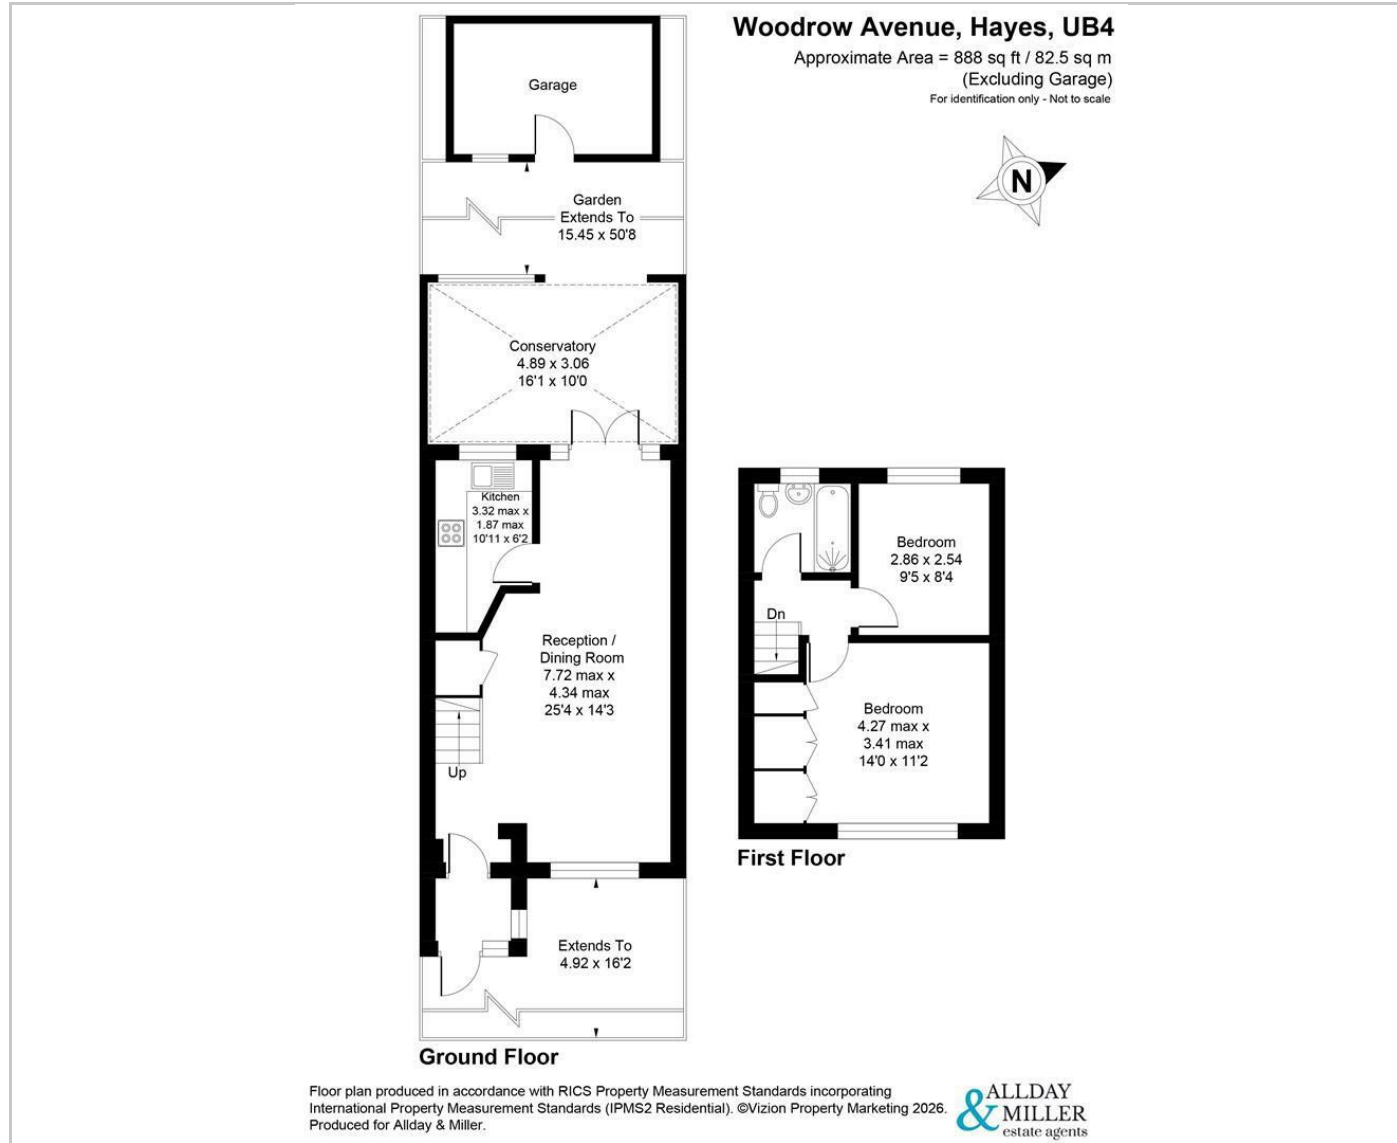 Woodrow Avenue, Hayes, UB4
Approximate Area = 888 sq ft / 82.5 sq m
(Excluding Garage)
For identification only - Not to scale
N
Garage
Garden
Extends To
15.45 x 50'8
Conservatory
4.89 x 3.06
16'1 x 10'0
Kitchen
3.32 max x
1.87 max
10'11 x 6'2
Reception /
Dining Room
7.72 max x
4.34 max
25'4 x 14'3
Up
Extends To
4.92 x 16'2
Ground Floor
Bedroom
2.86 x 2.54
9'5 x 8'4
Dn
Bedroom
4.27 max x
3.41 max
14'0 x 11'2
First Floor
Floor plan produced in accordance with RICS Property Measurement Standards incorporating
International Property Measurement Standards (IPMS2 Residential). ©Vizion Property Marketing 2026.
Produced for Allday & Miller.
ALLDAY
& MILLER
estate agents